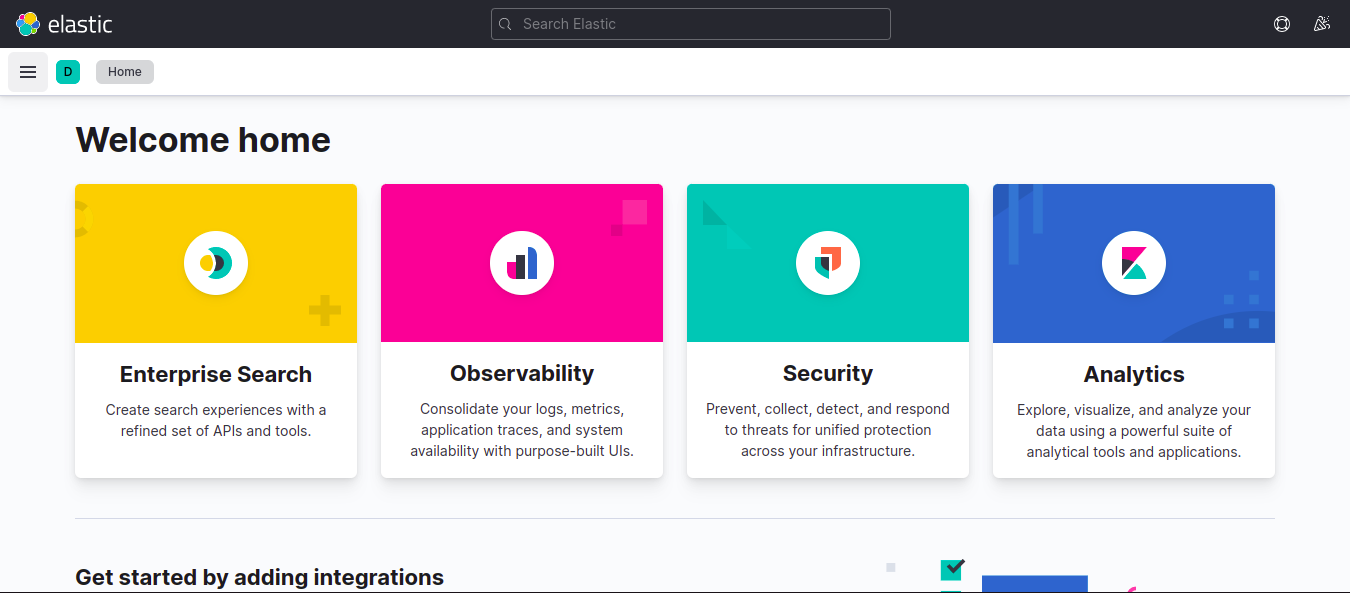 elastic
Search Elastic
D
Home
Welcome home
Enterprise Search
Create search experiences with a
refined set of APIs and tools.
Observability
Consolidate your logs, metrics,
application traces, and system
availability with purpose-built UIs.
Security
Prevent, collect, detect, and respond
to threats for unified protection
across your infrastructure.
Analytics
Explore, visualize, and analyze your
data using a powerful suite of
analytical tools and applications.
Get started by adding integrations